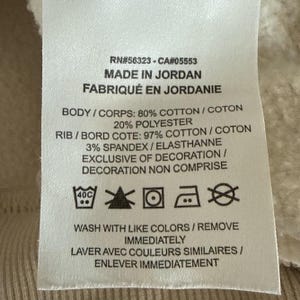 RN#56323 - CA#05553
MADE IN JORDAN
FABRIQUÉ EN JORDANIE
BODY / CORPS: 80% COTTON / COTON
20% POLYESTER
RIB / BORD COTE: 97% COTTON / COTON
3% SPANDEX / ELASTHANNE
EXCLUSIVE OF DECORATION /
DECORATION NON COMPRISE
40C
WASH WITH LIKE COLORS / REMOVE
IMMEDIATELY
LAVER AVEC COULEURS SIMILAIRES /
ENLEVER IMMEDIATEMENT